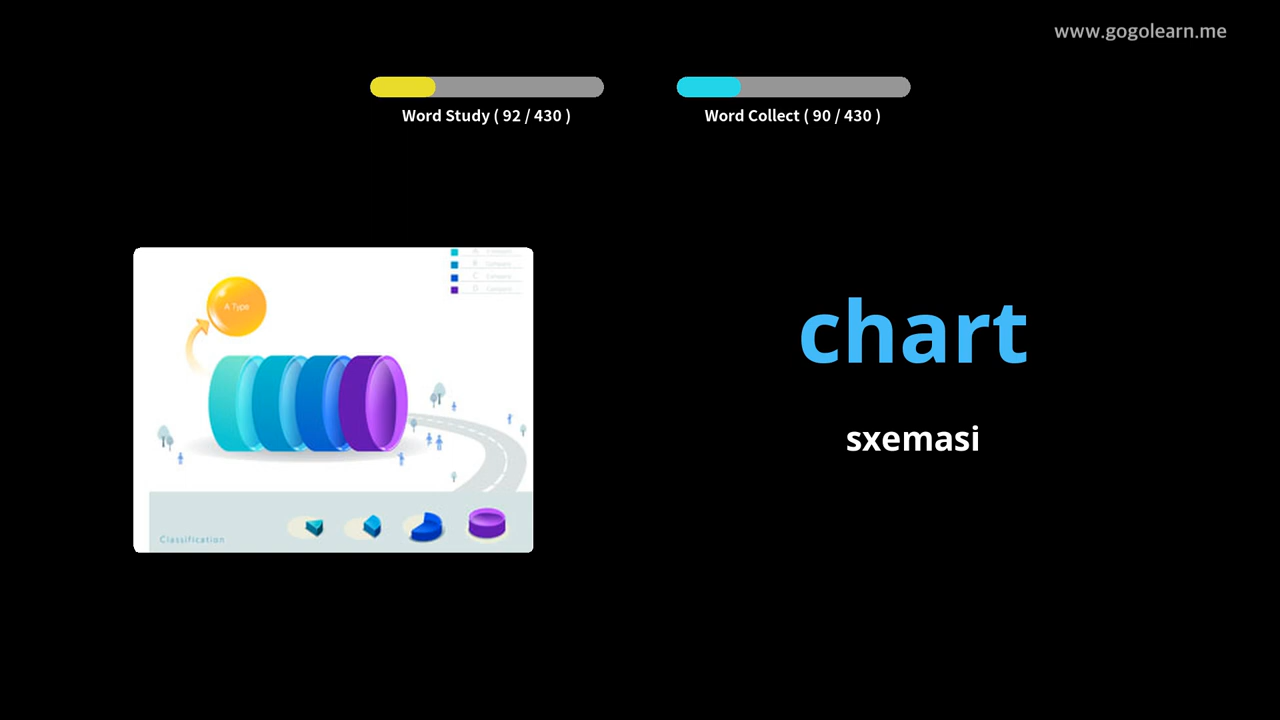 www.gogolearn.me
Word Study ( 92 / 430 )
Word Collect ( 90 / 430 )
A Type
A
B
C
D
chart
sxemasi
Classification